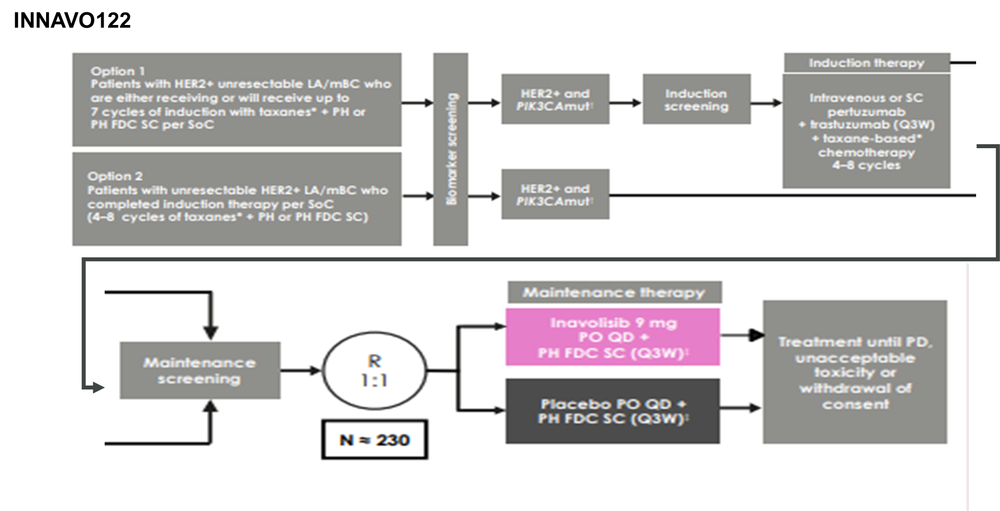 INNAVO122
Option 1
Patients with HER2+ unresectable LA/mBC who
are either receiving or will receive up to
7 cycles of induction with taxanes* + PH or
PH FDC SC per SoC
Option 2
Patients with unresectable HER2+ LA/mBC who
completed induction therapy per SoC
(4–8 cycles of taxanes* + PH or PH FDC SC)
Biomarker screening
HER2+ and
PIK3CAmut†
HER2+ and
PIK3CAmut†
Induction
screening
Induction therapy
Intravenous or SC
pertuzumab
+ trastuzumab (Q3W)
+ taxane-based*
chemotherapy
4–8 cycles
Maintenance
screening
R
1:1
N ≈ 230
Maintenance therapy
Inavolisib 9 mg
PO QD +
PH FDC SC (Q3W)‡
Placebo PO QD +
PH FDC SC (Q3W)‡
Treatment until PD,
unacceptable
toxicity or
withdrawal of
consent